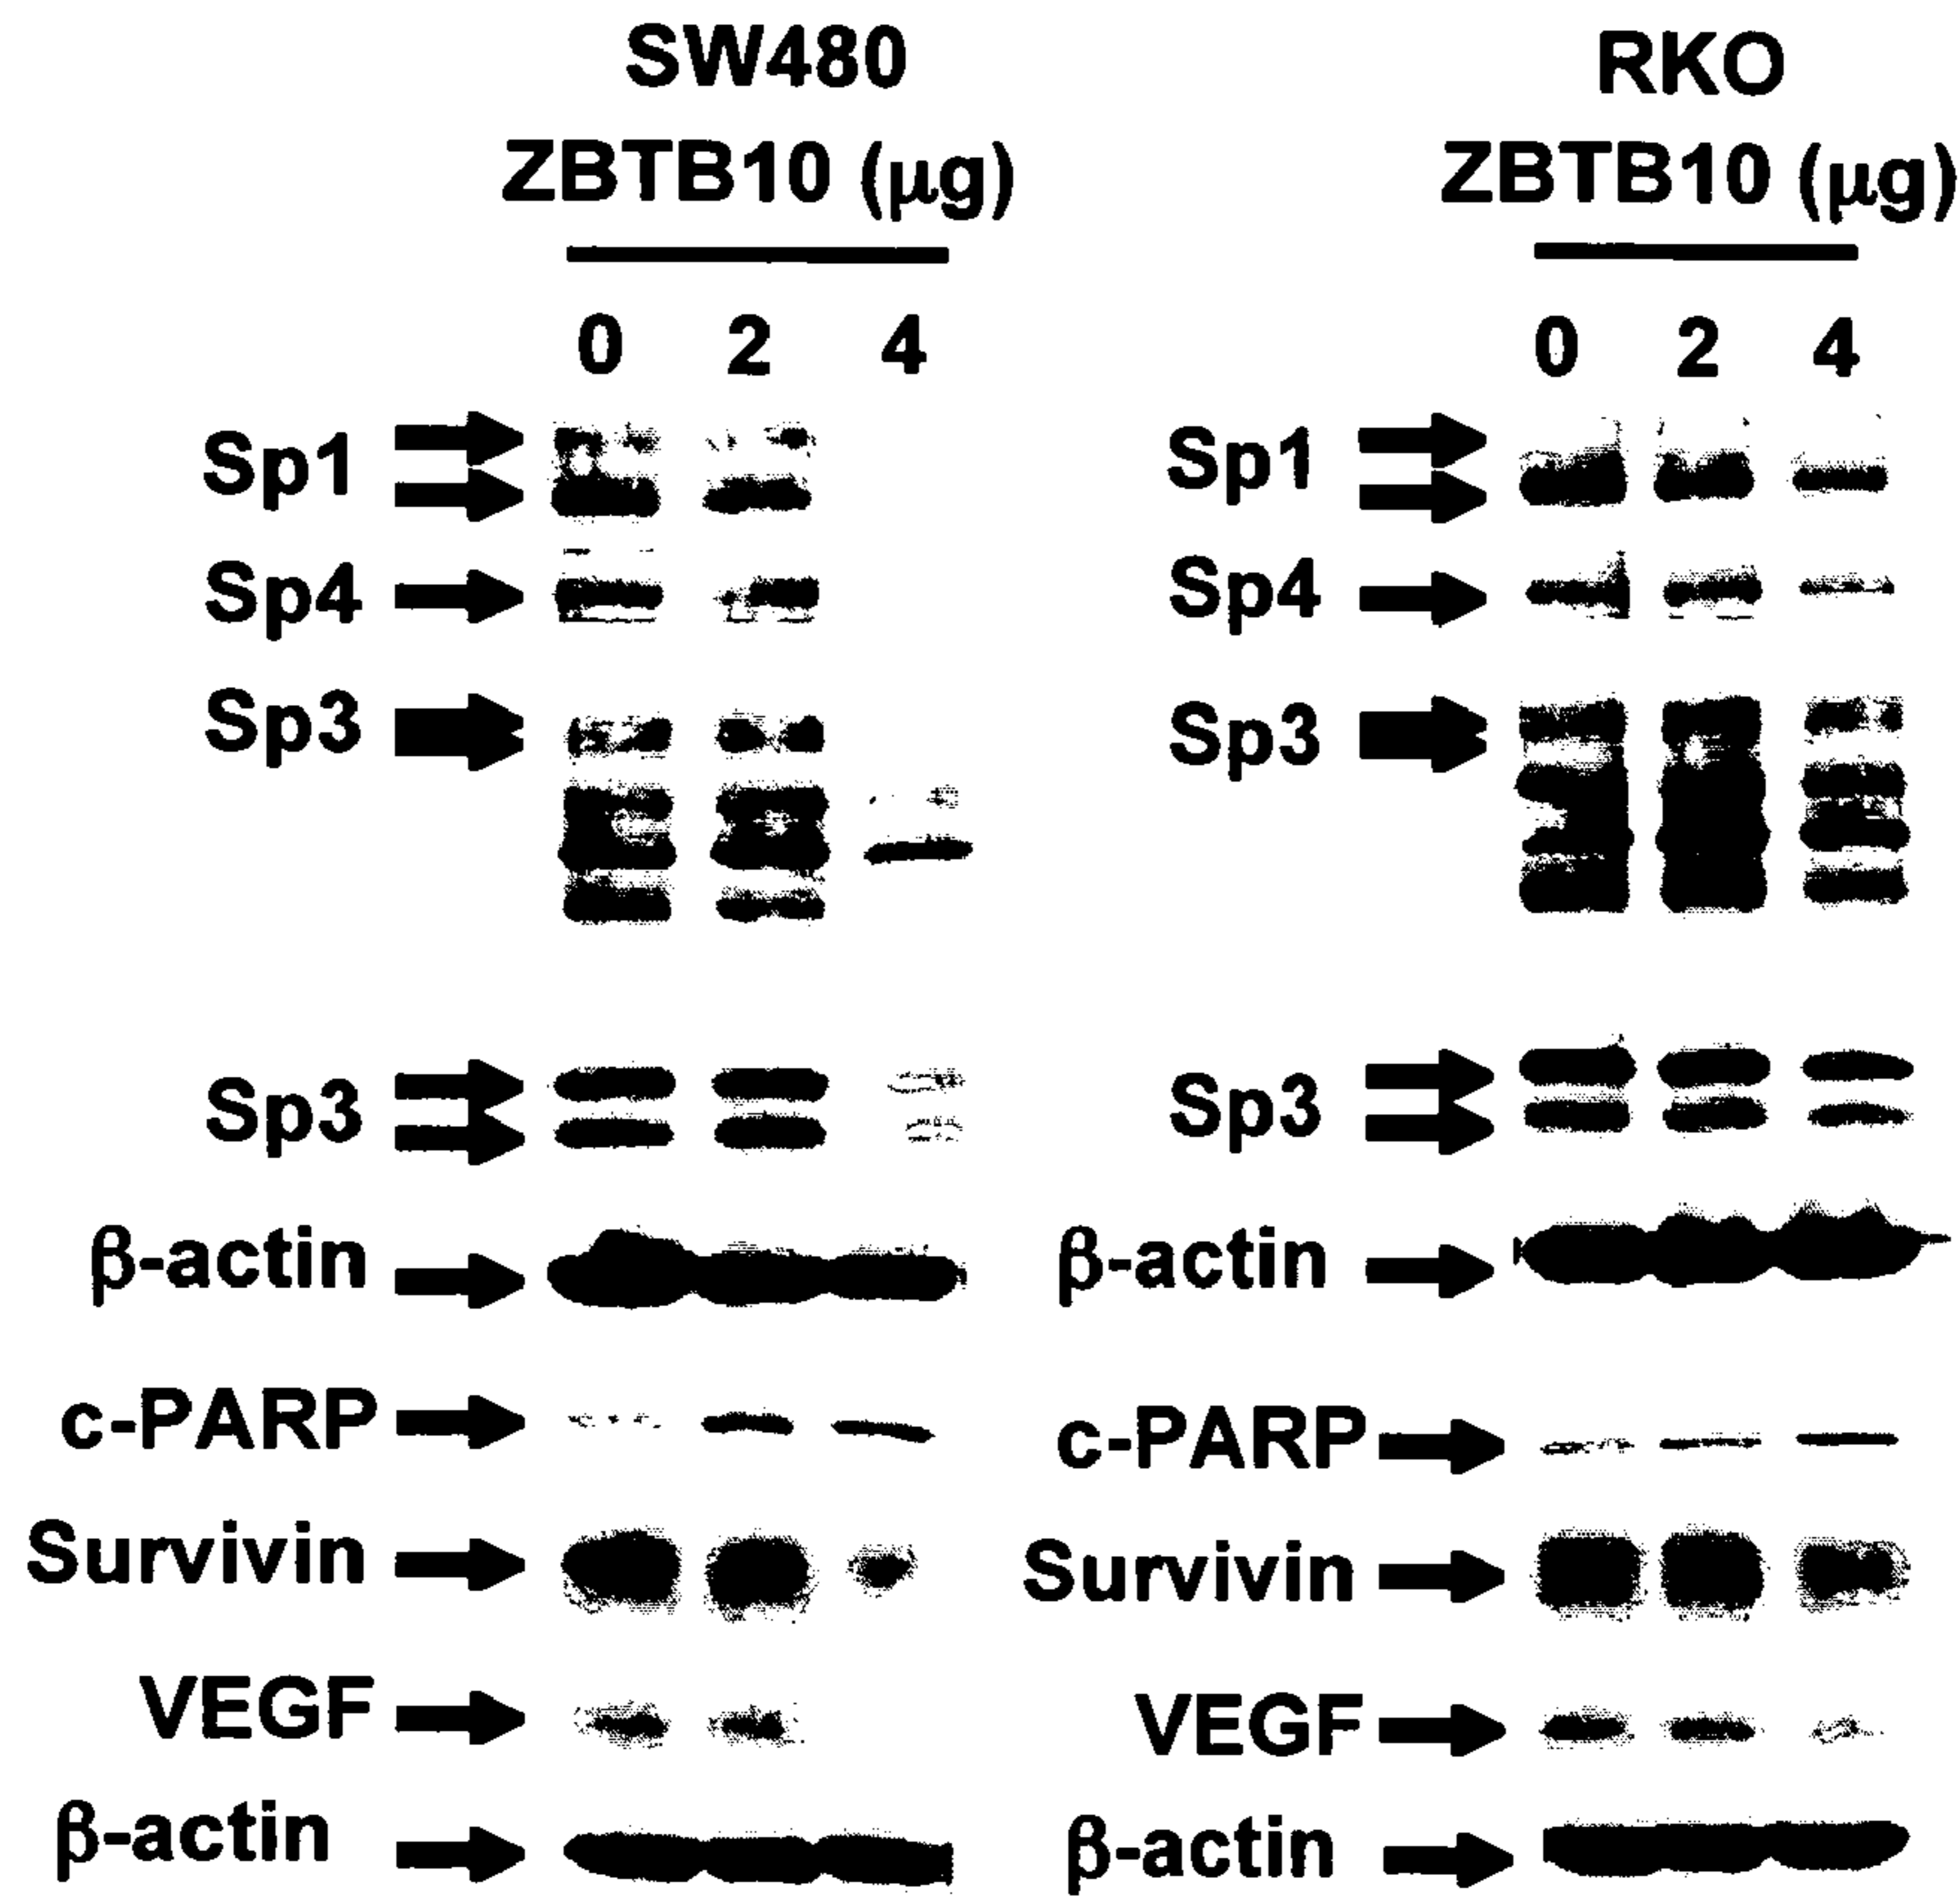 SW480
ZBTB10 (μg)
0 2 4
Sp1
Sp4
Sp3
Sp3
β-actin
c-PARP
Survivin
VEGF
β-actin
RKO
ZBTB10 (μg)
0 2 4
Sp1
Sp4
Sp3
Sp3
β-actin
c-PARP
Survivin
VEGF
β-actin